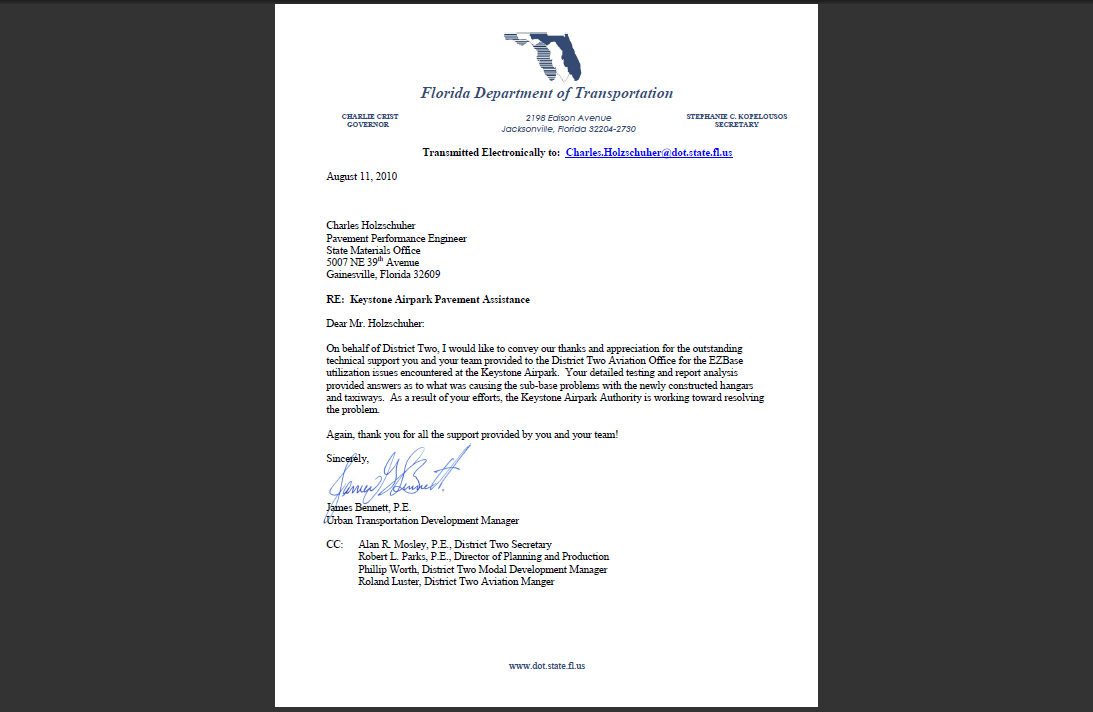 Florida Department of Transportation
CHARLIE CRIST
GOVERNOR
2198 Edison Avenue
Jacksonville, Florida 32204-2730
STEPHANIE C. KOPELOUSOS
SECRETARY
Transmitted Electronically to: Charles.Holzschuher@dot.state.fl.us
August 11, 2010
Charles Holzschuher
Pavement Performance Engineer
State Materials Office
5007 NE 39th Avenue
Gainesville, Florida 32609
RE: Keystone Airpark Pavement Assistance
Dear Mr. Holzschuher:
On behalf of District Two, I would like to convey our thanks and appreciation for the outstanding
technical support you and your team provided to the District Two Aviation Office for the EZBase
utilization issues encountered at the Keystone Airpark. Your detailed testing and report analysis
provided answers as to what was causing the sub-base problems with the newly constructed hangars
and taxiways. As a result of your efforts, the Keystone Airpark Authority is working toward resolving
the problem.
Again, thank you for all the support provided by you and your team!
Sincerely,
James G Bennett.
James Bennett, P.E.
Urban Transportation Development Manager
CC: Alan R. Mosley, P.E., District Two Secretary
Robert L. Parks, P.E., Director of Planning and Production
Phillip Worth, District Two Modal Development Manager
Roland Luster, District Two Aviation Manger
www.dot.state.fl.us